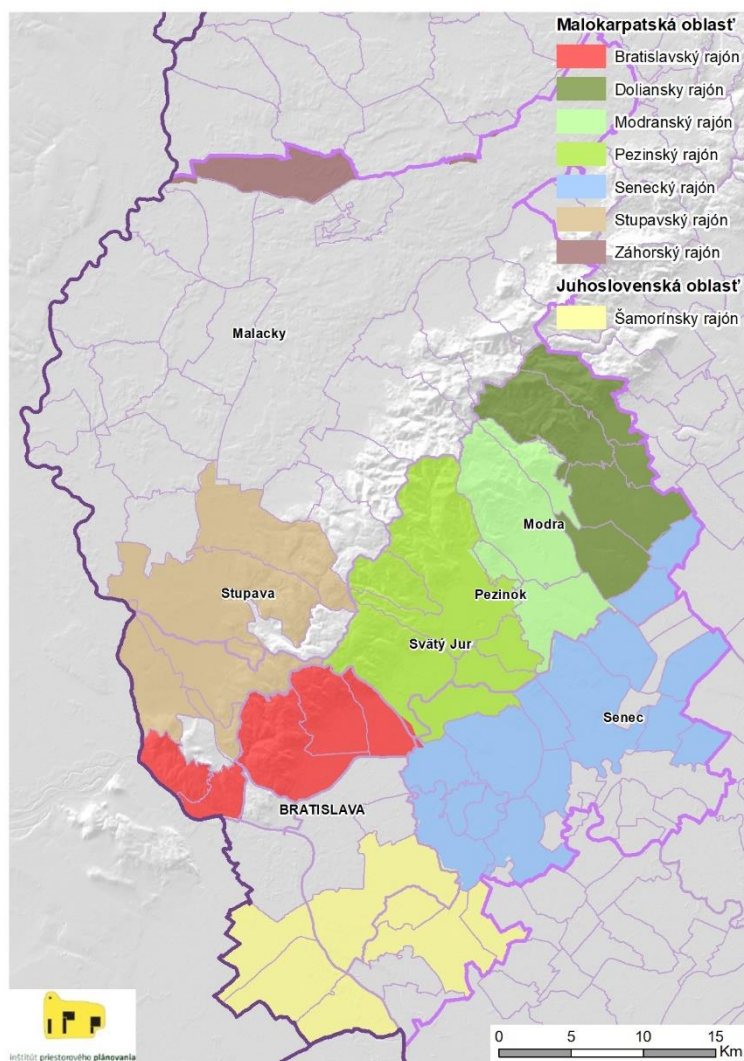 Malokarpatská oblasť
Bratislavský rajón
Doliansky rajón
Modranský rajón
Pezinský rajón
Senecký rajón
Stupavský rajón
Záhorský rajón
Juhoslovenská oblasť
Šamorínsky rajón
Malacky
Modra
Stupava
Pezinok
Svätý Jur
Senec
BRATISLAVA
inštitút priestorového plánovania
0 5 10 15
Km